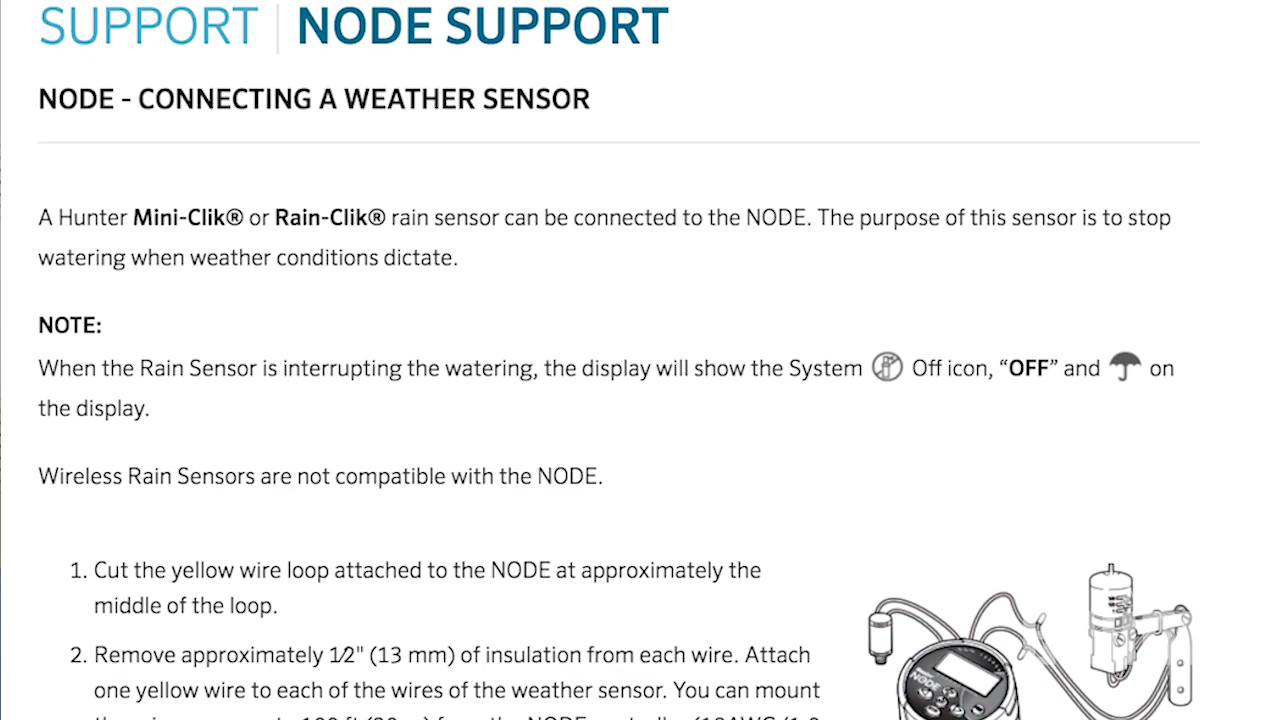 SUPPORT | NODE SUPPORT
NODE - CONNECTING A WEATHER SENSOR
A Hunter Mini-Clik® or Rain-Clik® rain sensor can be connected to the NODE. The purpose of this sensor is to stop
watering when weather conditions dictate.
NOTE:
When the Rain Sensor is interrupting the watering, the display will show the System Off icon, “OFF” and on
the display.
Wireless Rain Sensors are not compatible with the NODE.
1. Cut the yellow wire loop attached to the NODE at approximately the
middle of the loop.
2. Remove approximately 1⁄2" (13 mm) of insulation from each wire. Attach
one yellow wire to each of the wires of the weather sensor. You can mount
NODE